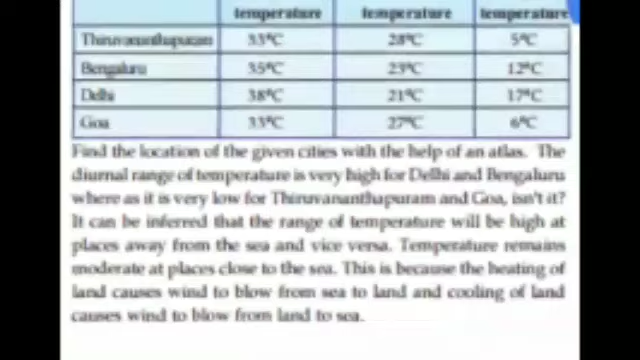 temperature temperature temperature
Thiruvananthapuram 33°C 28°C 5°C
Bengaluru 35°C 23°C 12°C
Delhi 38°C 21°C 17°C
Goa 33°C 27°C 6°C
Find the location of the given cities with the help of an atlas. The
diurnal range of temperature is very high for Delhi and Bengaluru
where as it is very low for Thiruvananthapuram and Goa, isn't it?
It can be inferred that the range of temperature will be high at
places away from the sea and vice versa. Temperature remains
moderate at places close to the sea. This is because the heating of
land causes wind to blow from sea to land and cooling of land
causes wind to blow from land to sea.